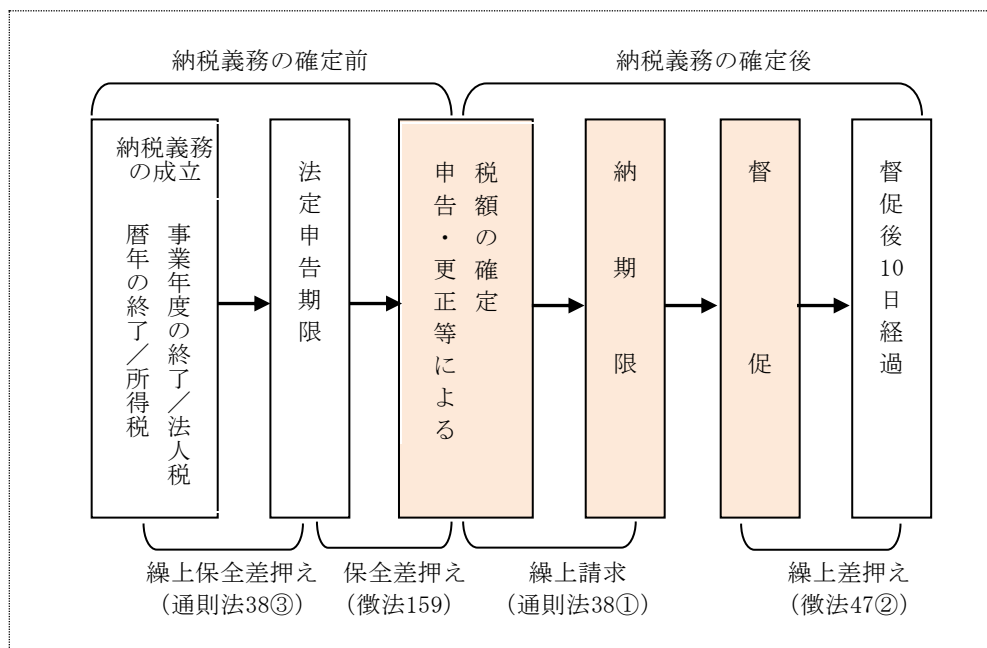 納税義務の確定前
納税義務の確定後
納税義務
の成立
事業年度の終了／法人税
暦年の終了／所得税
法定申告期限
税額の確定
申告・更正等による
納期限
督促
督促後10日経過
繰上保全差押え
（通則法38③）
保全差押え
（徴法159）
繰上請求
（通則法38①）
繰上差押え
（徴法47②）